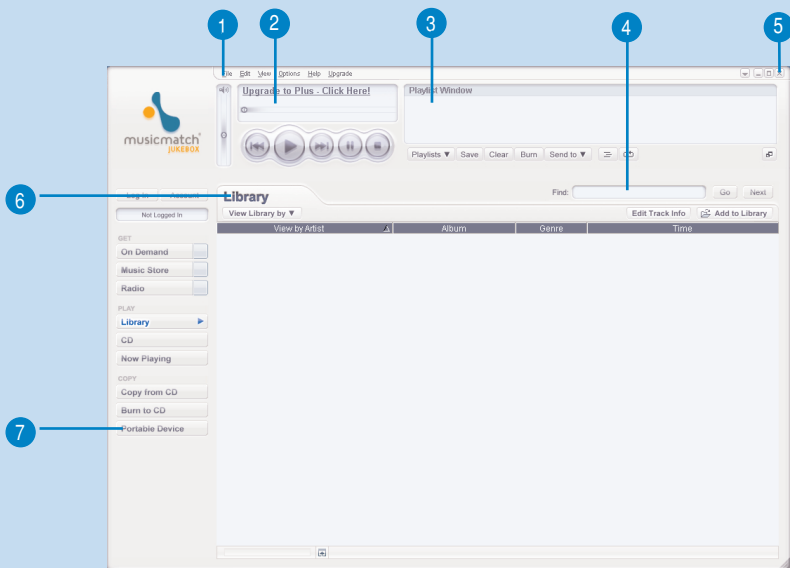 1
2
3
4
5
File Edit View Options Help Upgrade
Upgrade to Plus - Click Here!
Playlist Window
musicmatch®
JUKEBOX
Playlists ▼ Save Clear Burn Send to ▼
6
Log In Account
Library
Find: Go Next
Not Logged In
View Library by ▼
Edit Track Info Add to Library
View by Artist Album Genre Time
GET
On Demand
Music Store
Radio
PLAY
Library
CD
Now Playing
COPY
Copy from CD
Burn to CD
7
Portable Device